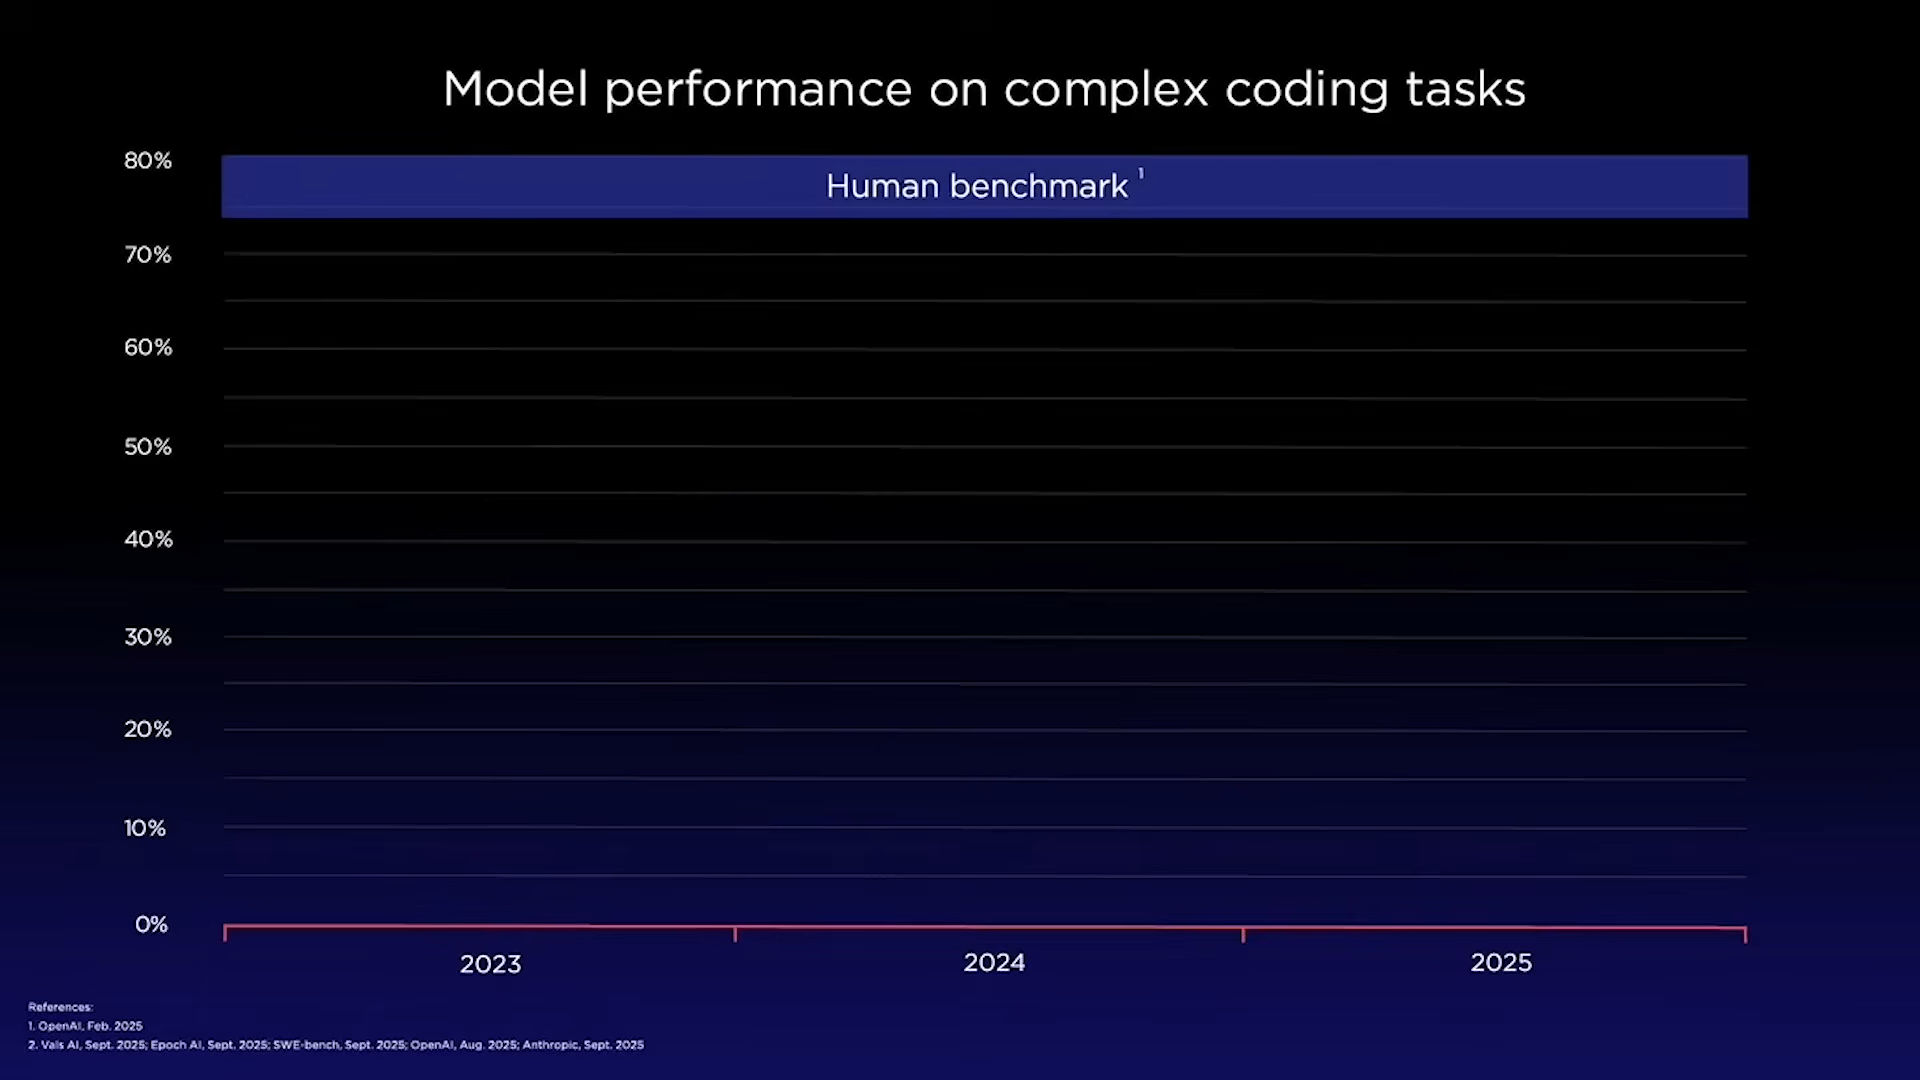 Model performance on complex coding tasks
80%
Human benchmark 1
70%
60%
50%
40%
30%
20%
10%
0%
2023 2024 2025
References:
1. OpenAI, Feb. 2025
2. Vals AI, Sept. 2025; Epoch AI, Sept. 2025; SWE-bench, Sept. 2025; OpenAI, Aug. 2025; Anthropic, Sept. 2025